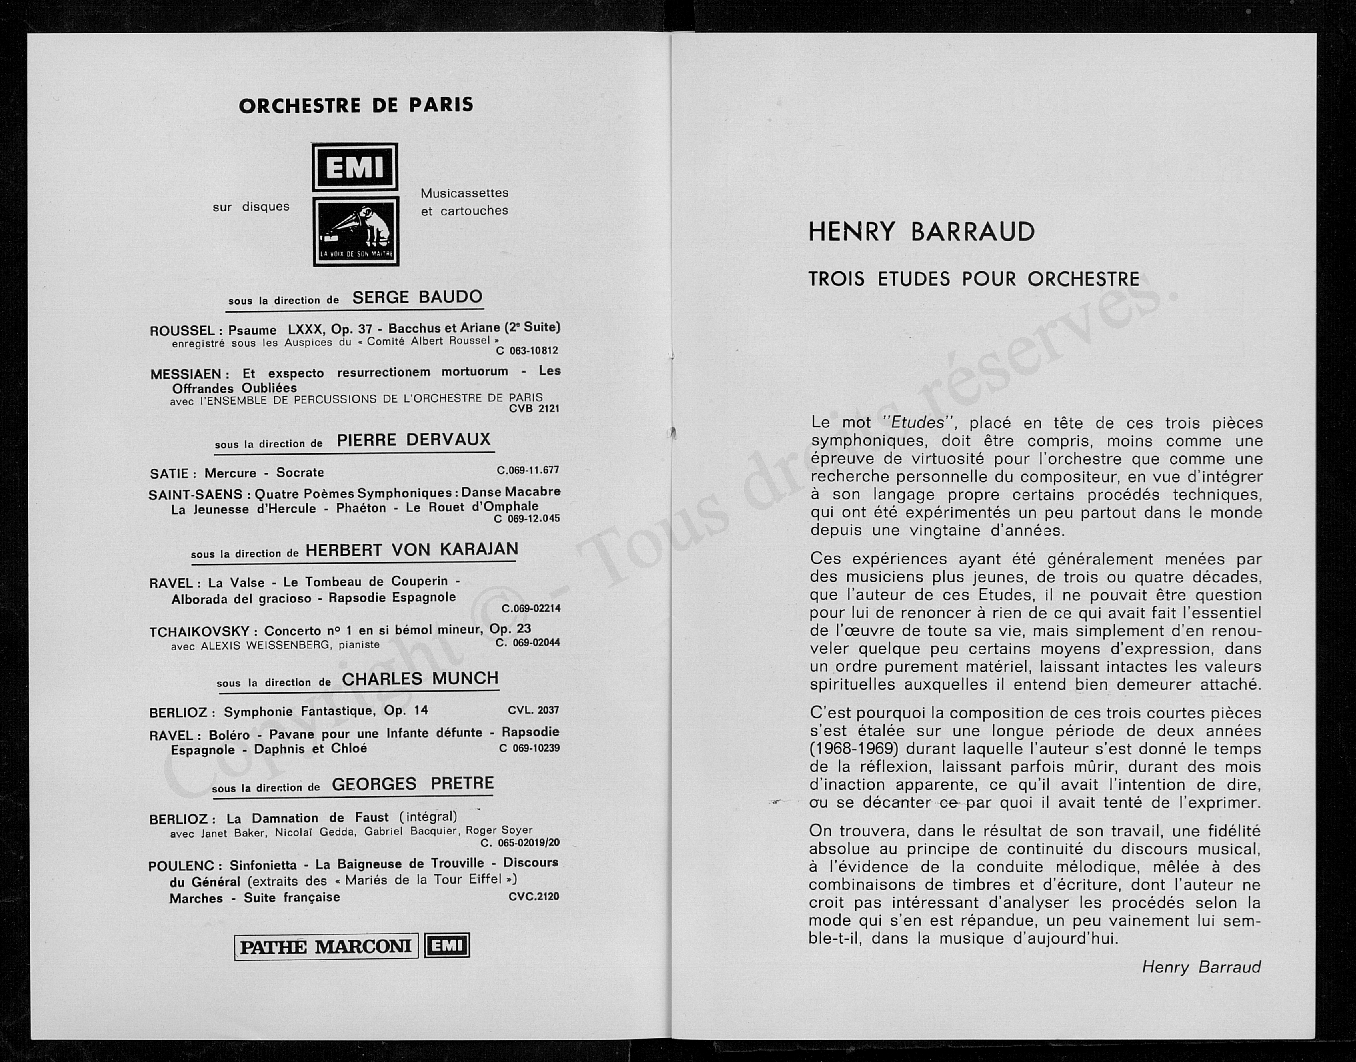 ORCHESTRE DE PARIS
EMI
sur disques
Musicassettes
et cartouches
LA VOIX DE SON MAITRE
sous la direction de SERGE BAUDO
ROUSSEL : Psaume LXXX, Op. 37 - Bacchus et Ariane (2e Suite)
enregistré sous les Auspices du « Comité Albert Roussel »
C 063-10812
MESSIAEN : Et exspecto resurrectionem mortuorum - Les
Offrandes Oubliées
avec l'ENSEMBLE DE PERCUSSIONS DE L'ORCHESTRE DE PARIS
CVB 2121
sous la direction de PIERRE DERVAUX
SATIE : Mercure - Socrate C.069-11.677
SAINT-SAENS : Quatre Poèmes Symphoniques : Danse Macabre
La Jeunesse d'Hercule - Phaéton - Le Rouet d'Omphale
C 069-12.045
sous la direction de HERBERT VON KARAJAN
RAVEL : La Valse - Le Tombeau de Couperin -
Alborada del gracioso - Rapsodie Espagnole
C.069-02214
TCHAIKOVSKY : Concerto no 1 en si bémol mineur, Op. 23
avec ALEXIS WEISSENBERG, pianiste C. 069-02044
sous la direction de CHARLES MUNCH
BERLIOZ : Symphonie Fantastique, Op. 14 CVL. 2037
RAVEL : Boléro - Pavane pour une Infante défunte - Rapsodie
Espagnole - Daphnis et Chloé C 069-10239
sous la direction de GEORGES PRETRE
BERLIOZ : La Damnation de Faust (intégral)
avec Janet Baker, Nicolaï Gedda, Gabriel Bacquier, Roger Soyer
C. 065-02019/20
POULENC : Sinfonietta - La Baigneuse de Trouville - Discours
du Général (extraits des « Mariés de la Tour Eiffel »)
Marches - Suite française CVC.2120
PATHE MARCONI EMI
HENRY BARRAUD
TROIS ETUDES POUR ORCHESTRE
Le mot "Etudes", placé en tête de ces trois pièces
symphoniques, doit être compris, moins comme une
épreuve de virtuosité pour l'orchestre que comme une
recherche personnelle du compositeur, en vue d'intégrer
à son langage propre certains procédés techniques,
qui ont été expérimentés un peu partout dans le monde
depuis une vingtaine d'années.
Ces expériences ayant été généralement menées par
des musiciens plus jeunes, de trois ou quatre décades,
que l'auteur de ces Etudes, il ne pouvait être question
pour lui de renoncer à rien de ce qui avait fait l'essentiel
de l'œuvre de toute sa vie, mais simplement d'en renou-
veler quelque peu certains moyens d'expression, dans
un ordre purement matériel, laissant intactes les valeurs
spirituelles auxquelles il entend bien demeurer attaché.
C'est pourquoi la composition de ces trois courtes pièces
s'est étalée sur une longue période de deux années
(1968-1969) durant laquelle l'auteur s'est donné le temps
de la réflexion, laissant parfois mûrir, durant des mois
d'inaction apparente, ce qu'il avait l'intention de dire,
ou se décanter ce par quoi il avait tenté de l'exprimer.
On trouvera, dans le résultat de son travail, une fidélité
absolue au principe de continuité du discours musical,
à l'évidence de la conduite mélodique, mêlée à des
combinaisons de timbres et d'écriture, dont l'auteur ne
croit pas intéressant d'analyser les procédés selon la
mode qui s'en est répandue, un peu vainement lui sem-
ble-t-il, dans la musique d'aujourd'hui.
Henry Barraud
Copyright © - Tous droits réservés.